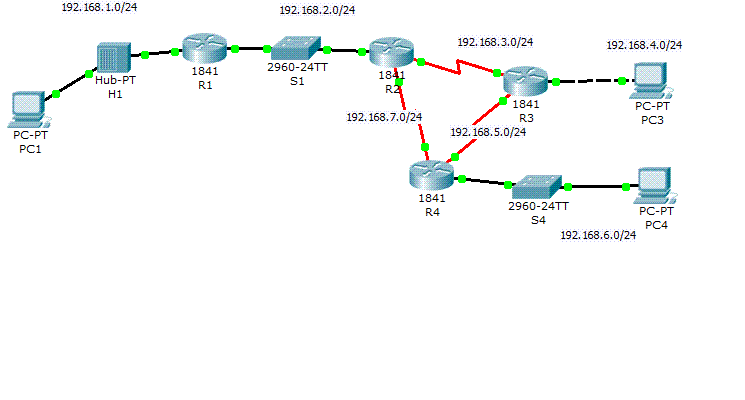 192.168.1.0/24
192.168.2.0/24
192.168.3.0/24
192.168.4.0/24
Hub-PT
H1
1841
R1
2960-24TT
S1
1841
R2
1841
R3
PC-PT
PC3
PC-PT
PC1
192.168.7.0/24
192.168.5.0/24
1841
R4
2960-24TT
S4
PC-PT
PC4
192.168.6.0/24